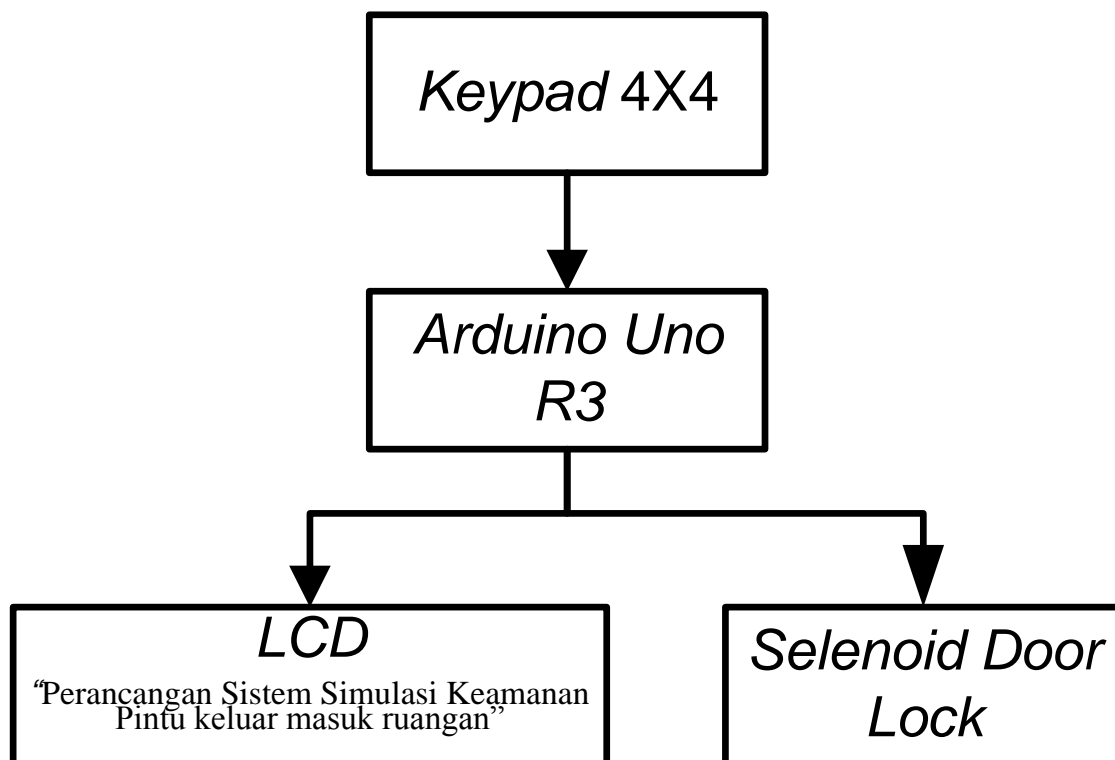 Keypad 4X4
Arduino Uno
R3
LCD
“Perancangan Sistem Simulasi Keamanan
Pintu keluar masuk ruangan”
Selenoid Door
Lock